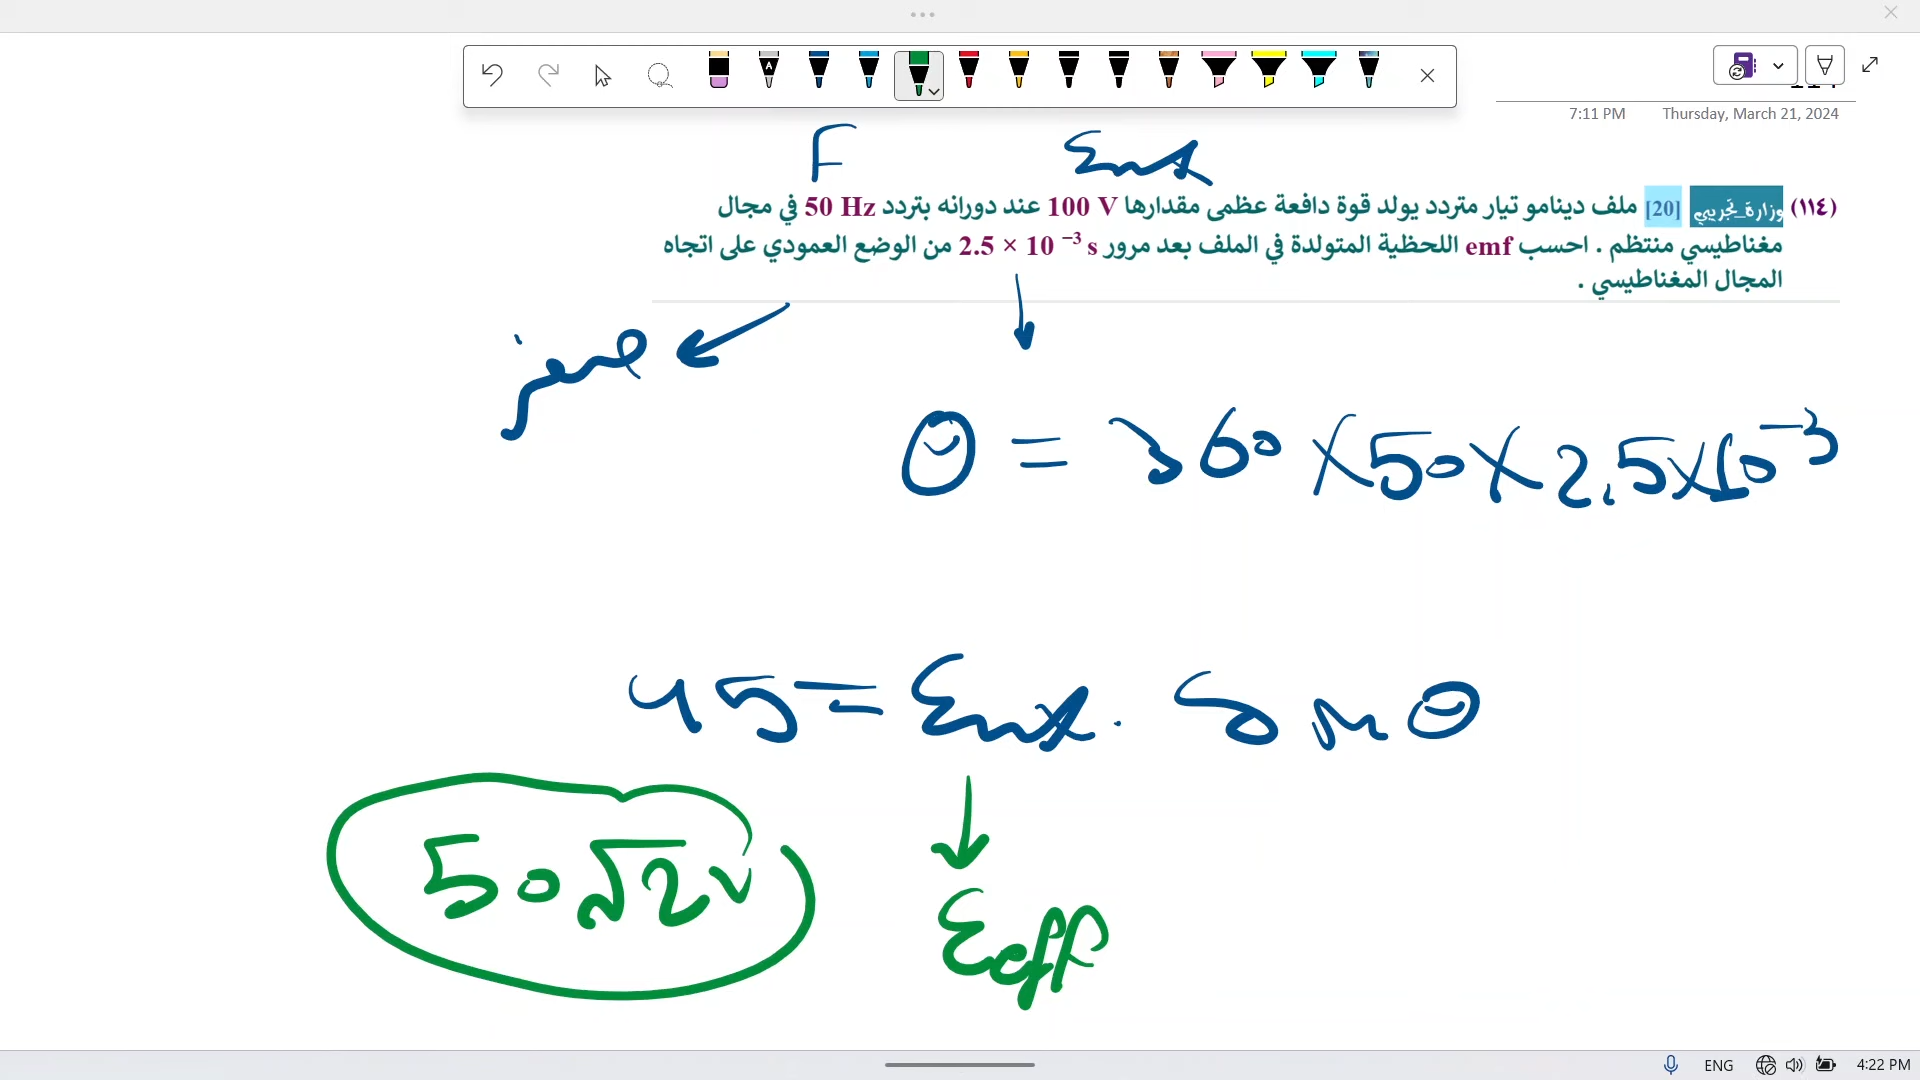 7:11 PM Thursday, March 21, 2024
F Emx
(١١٤) وزارة_تجريبي [20] ملف دينامو تيار متردد يولد قوة دافعة عظمى مقدارها 100 V عند دورانه بتردد 50 Hz في مجال
مغناطيسي منتظم . احسب emf اللحظية المتولدة في الملف بعد مرور 2.5 × 10 ⁻³ s من الوضع العمودي على اتجاه
المجال المغناطيسي .
θ = 360 × 50 × 2.5 × 10⁻³
45 = Emx . sin θ
50√2 v
Eeff
ENG 4:22 PM